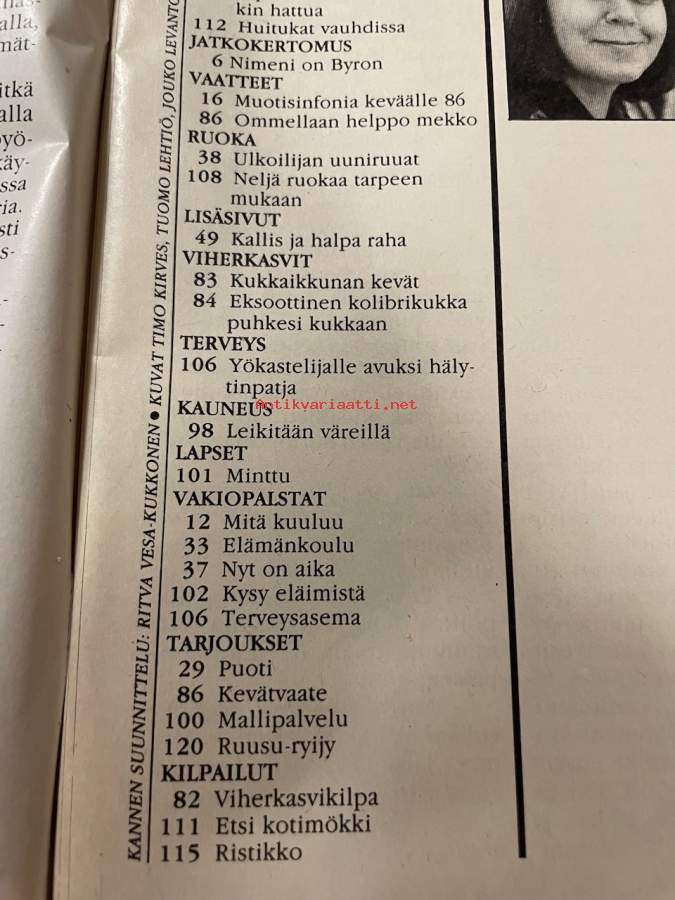 kin hattua
112 Huitukat vauhdissa
JATKOKERTOMUS
6 Nimeni on Byron
VAATTEET
16 Muotisinfonia keväälle 86
86 Ommellaan helppo mekko
RUOKA
38 Ulkoilijan uuniruuat
108 Neljä ruokaa tarpeen
mukaan
LISÄSIVUT
49 Kallis ja halpa raha
VIHERKASVIT
83 Kukkaikkunan kevät
84 Eksoottinen kolibrikukka
puhkesi kukkaan
TERVEYS
106 Yökastelijalle avuksi häly-
tinpatja
KAUNEUS
Antikvariaatti.net
98 Leikitään väreillä
LAPSET
101 Minttu
VAKIOPALSTAT
12 Mitä kuuluu
33 Elämänkoulu
37 Nyt on aika
102 Kysy eläimistä
106 Terveysasema
TARJOUKSET
29 Puoti
86 Kevätvaate
100 Mallipalvelu
120 Ruusu-ryijy
KILPAILUT
82 Viherkasvikilpa
111 Etsi kotimökki
115 Ristikko
KANNEN SUUNNITTELU: RITVA VESA-KUKKONEN ● KUVAT TIMO KIRVES, TUOMO LEHTIÖ, JOUKO LEVANTO